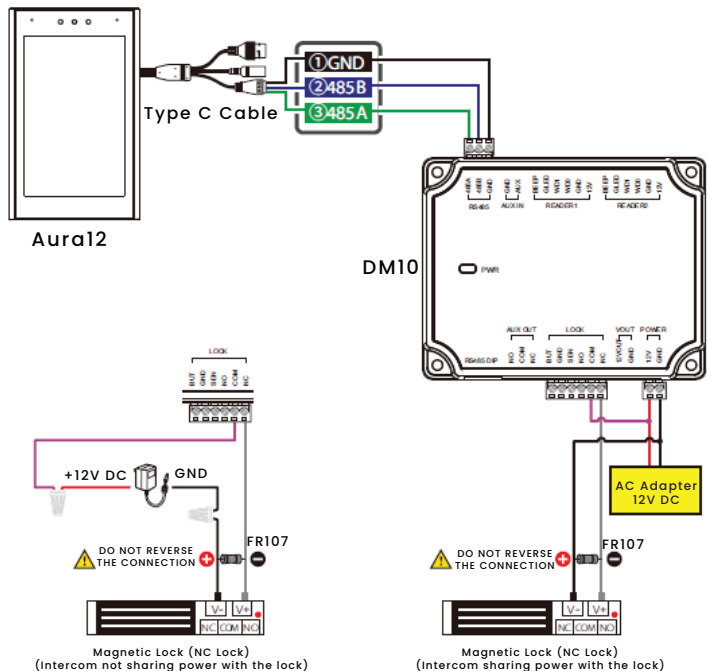 ①GND
②485B
③485A
Type C Cable
Aura12
DM10
485A
485B
GND
GND
AUX
BEEP
GLED
WD1
WD0
GND
12V
BEEP
GLED
WD1
WD0
GND
12V
RS485
AUX IN
READER1
READER2
PWR
AUX OUT
LOCK
VOUT
POWER
RS485 DIP
NO
COM
NC
BUT
GND
SEN
NO
COM
NC
12VOUT
GND
12V
GND
LOCK
BUT
GND
SEN
NO
COM
NC
+12V DC
GND
AC Adapter
12V DC
FR107
DO NOT REVERSE
THE CONNECTION
V-
V+
NC
COM
NO
Magnetic Lock (NC Lock)
(Intercom not sharing power with the lock)
FR107
DO NOT REVERSE
THE CONNECTION
V-
V+
NC
COM
NO
Magnetic Lock (NC Lock)
(Intercom sharing power with the lock)